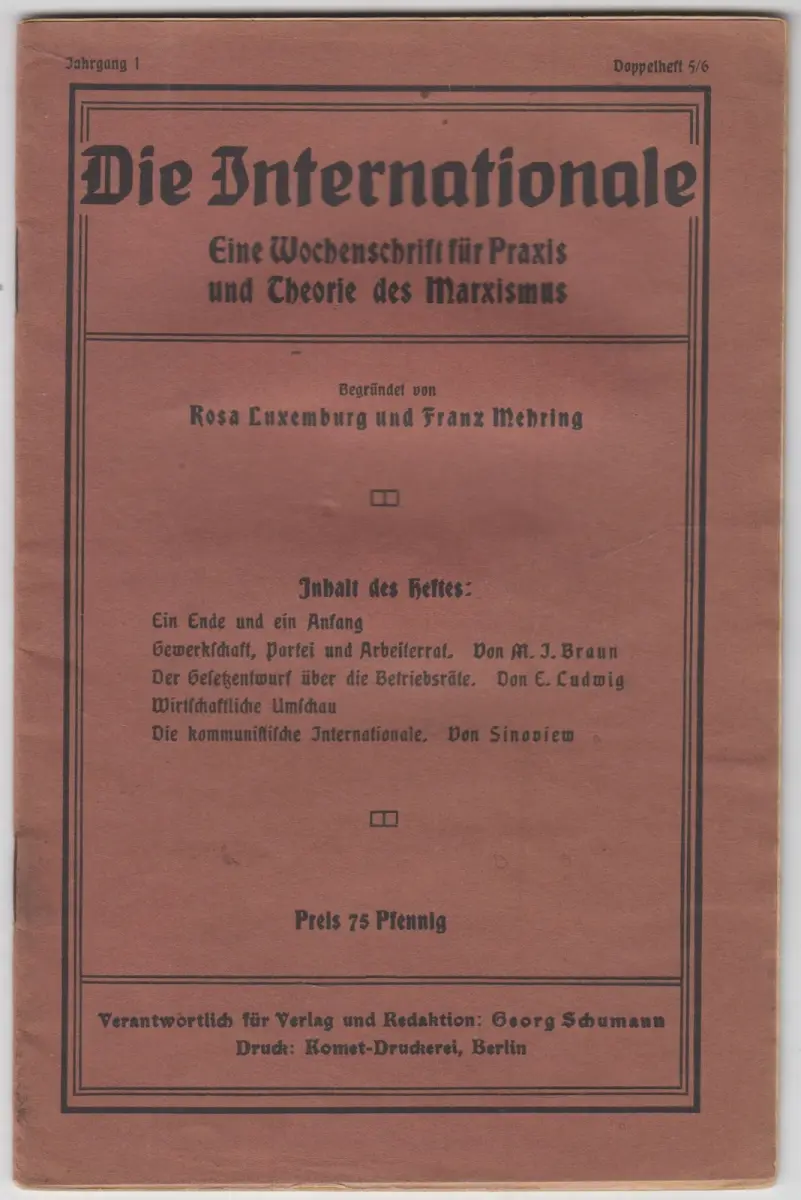 Jahrgang 1
Doppelheft 5/6
Die Internationale
Eine Wochenschrift für Praxis
und Theorie des Marxismus
Begründet von
Rosa Luxemburg und Franz Mehring
Inhalt des Heftes:
Ein Ende und ein Anfang
Gewerkschaft, Partei und Arbeiterrat. Von M. J. Braun
Der Gesetzentwurf über die Betriebsräte. Von E. Ludwig
Wirtschaftliche Umschau
Die kommunistische Internationale. Von Sinoview
Preis 75 Pfennig
Verantwortlich für Verlag und Redaktion: Georg Schumann
Druck: Komet-Druckerei, Berlin